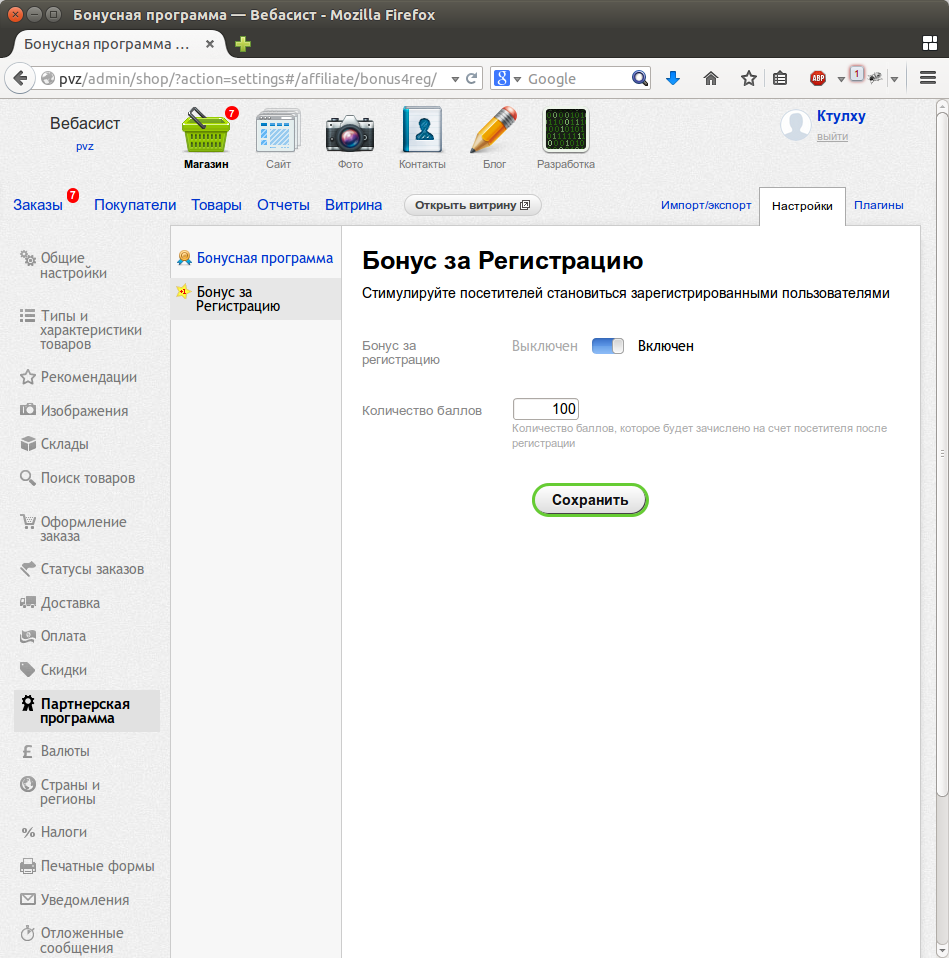 Бонусная программа — Вебасист - Mozilla Firefox
Бонусная программа ...
pvz/admin/shop/?action=settings#/affiliate/bonus4reg/
Google
ABP
1
Вебасист
pvz
7
Магазин
Сайт
Фото
Контакты
Блог
Разработка
Ктулху
выйти
Заказы 7
Покупатели
Товары
Отчеты
Витрина
Открыть витрину
Импорт/экспорт
Настройки
Плагины
Общие
настройки
Типы и
характеристики
товаров
Рекомендации
Изображения
Склады
Поиск товаров
Оформление
заказа
Статусы заказов
Доставка
Оплата
Скидки
Партнерская
программа
Валюты
Страны и
регионы
Налоги
Печатные формы
Уведомления
Отложенные
сообщения
Бонусная программа
+1
Бонус за
Регистрацию
Бонус за Регистрацию
Стимулируйте посетителей становиться зарегистрированными пользователями
Бонус за
регистрацию
Выключен
Включен
Количество баллов
100
Количество баллов, которое будет зачислено на счет посетителя после
регистрации
Сохранить